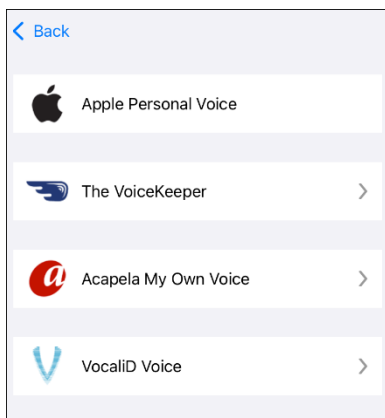 Back
Apple Personal Voice
The VoiceKeeper
Acapela My Own Voice
VocaliD Voice